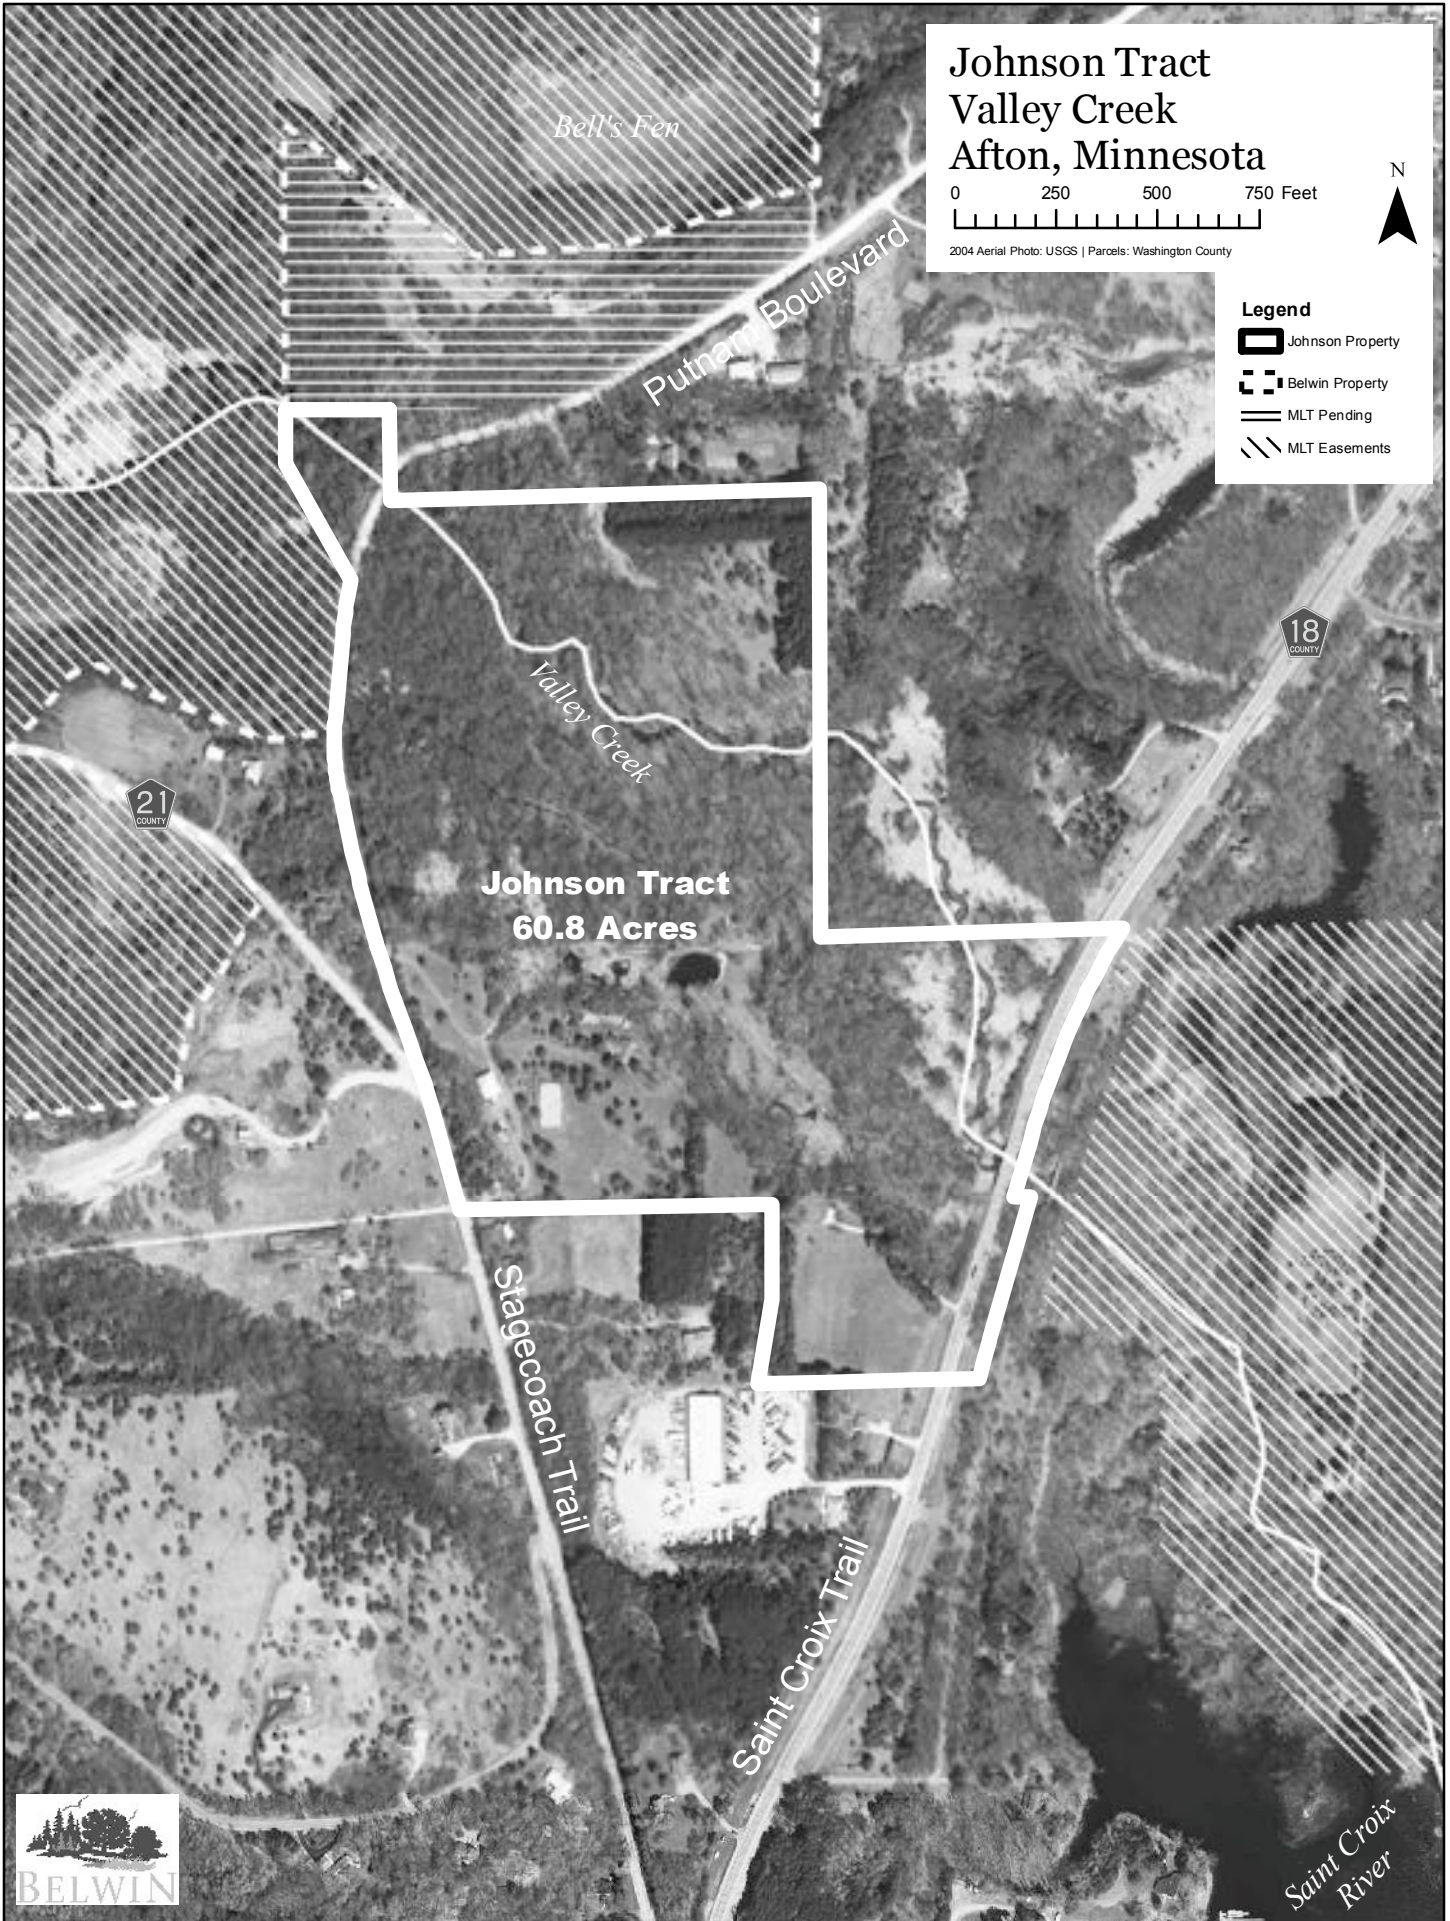 Johnson Tract
Valley Creek
Afton, Minnesota
0 250 500 750 Feet
2004 Aerial Photo: USGS | Parcels: Washington County
N
Legend
Johnson Property
Belwin Property
MLT Pending
MLT Easements
Bell's Fen
Putnam Boulevard
18
COUNTY
Valley Creek
21
COUNTY
Johnson Tract
60.8 Acres
Stagecoach Trail
Saint Croix Trail
Saint Croix
River
BELWIN